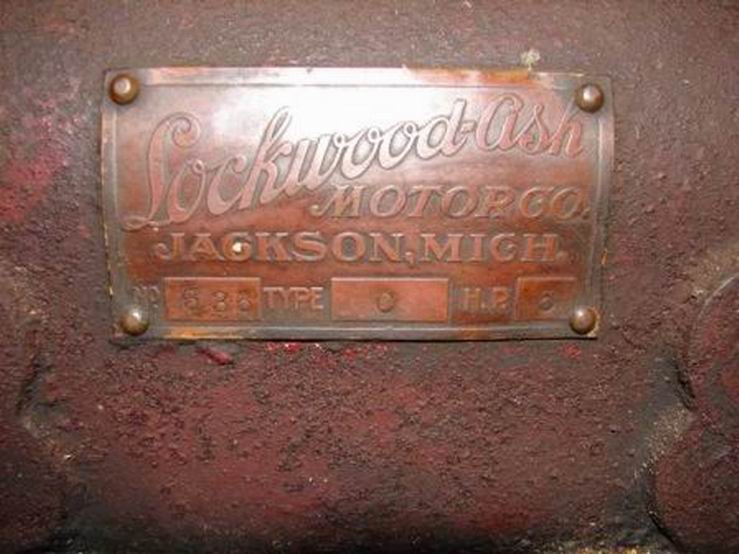 Lockwood-Ash
MOTOR CO.
JACKSON, MICH.
No TYPE C H.P.